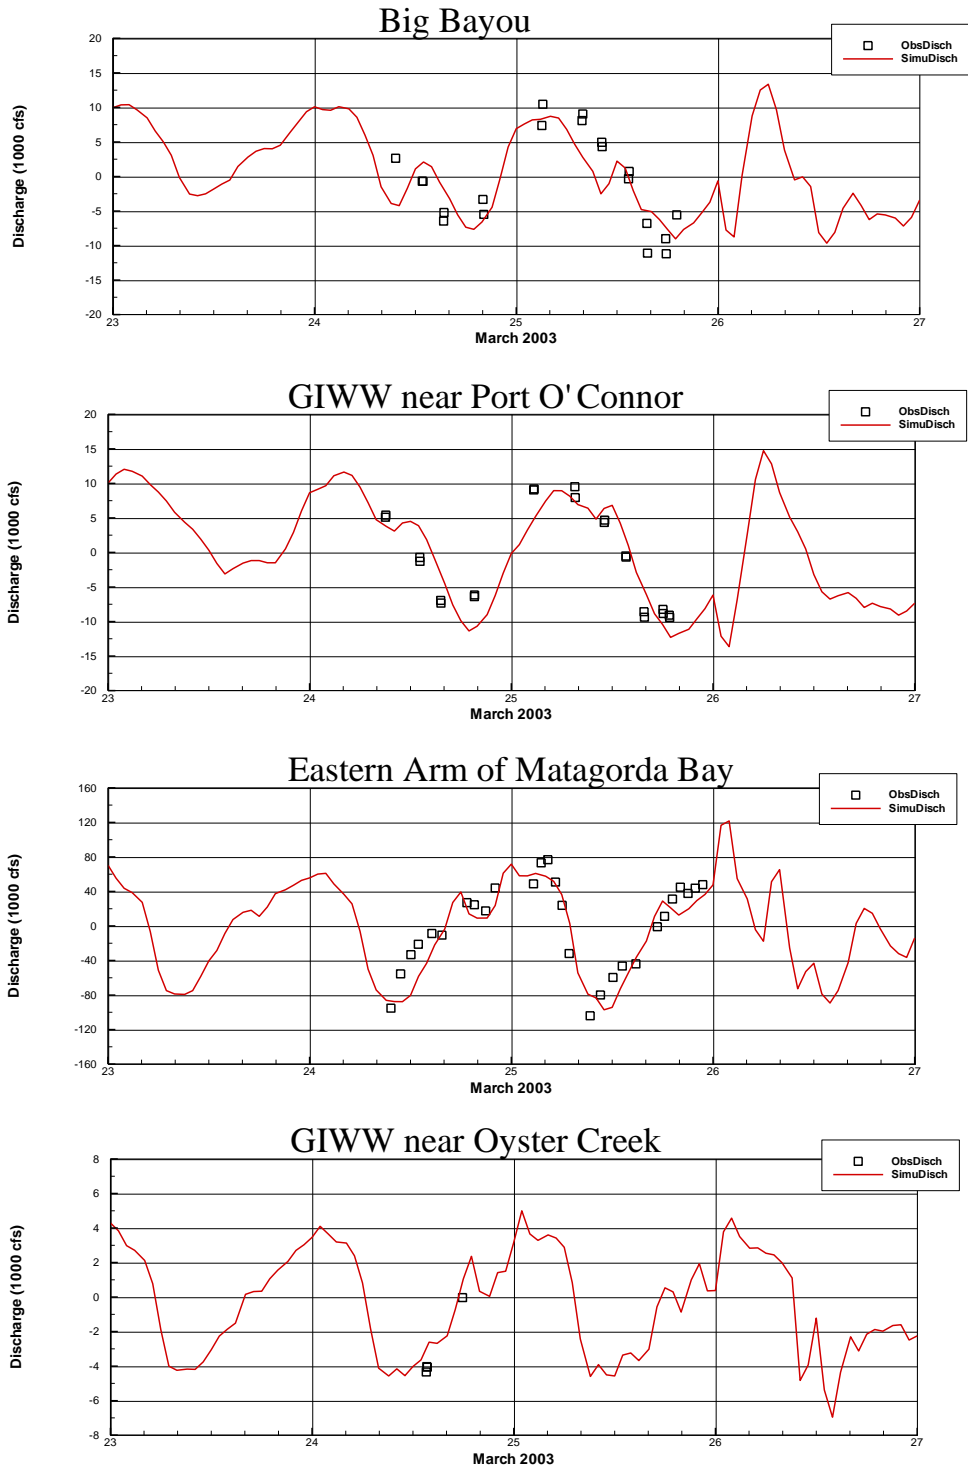 Big Bayou
ObsDisch
SimuDisch
Discharge (1000 cfs)
20
15
10
5
0
-5
-10
-15
-20
23
24
25
26
27
March 2003
GIWW near Port O'Connor
ObsDisch
SimuDisch
Discharge (1000 cfs)
20
15
10
5
0
-5
-10
-15
-20
23
24
25
26
27
March 2003
Eastern Arm of Matagorda Bay
ObsDisch
SimuDisch
Discharge (1000 cfs)
160
120
80
40
0
-40
-80
-120
-160
23
24
25
26
27
March 2003
GIWW near Oyster Creek
ObsDisch
SimuDisch
Discharge (1000 cfs)
8
6
4
2
0
-2
-4
-6
-8
23
24
25
26
27
March 2003